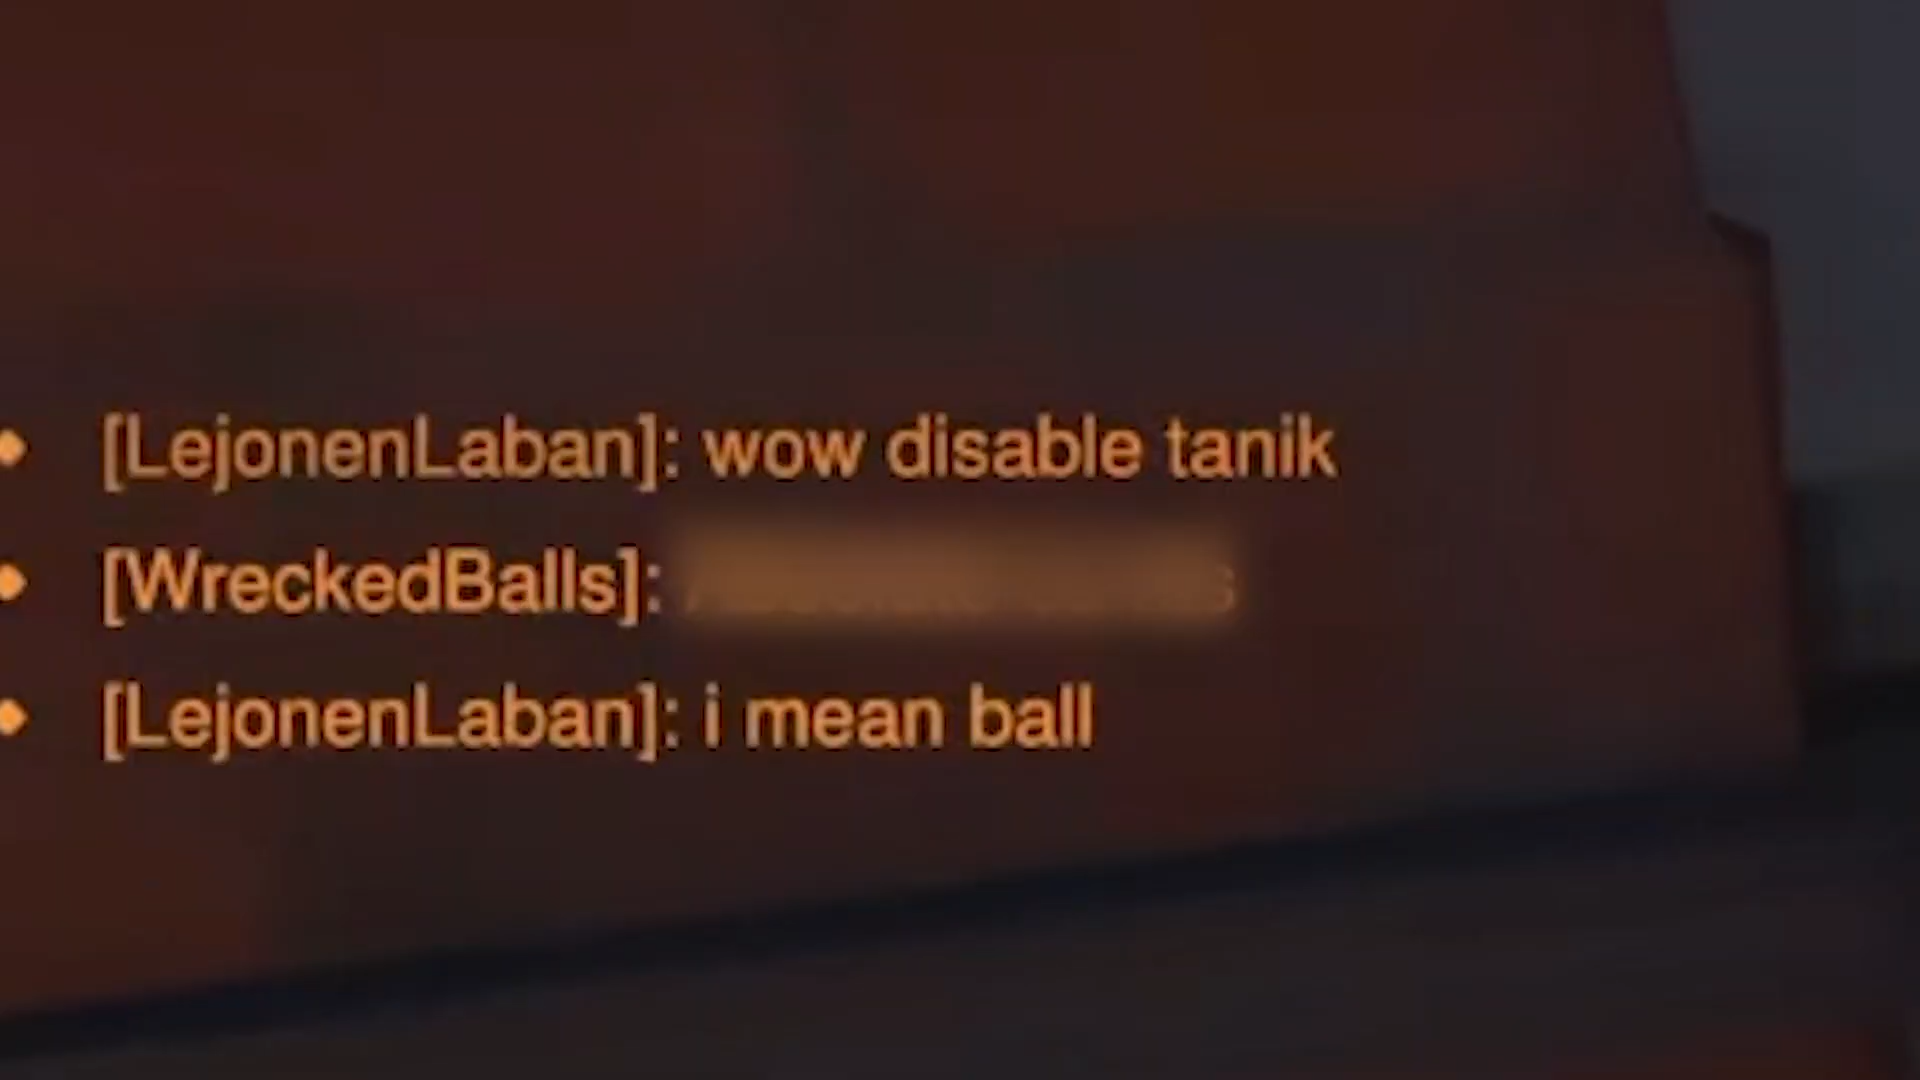 [LejonenLaban]: wow disable tanik
[WreckedBalls]:
[LejonenLaban]: i mean ball